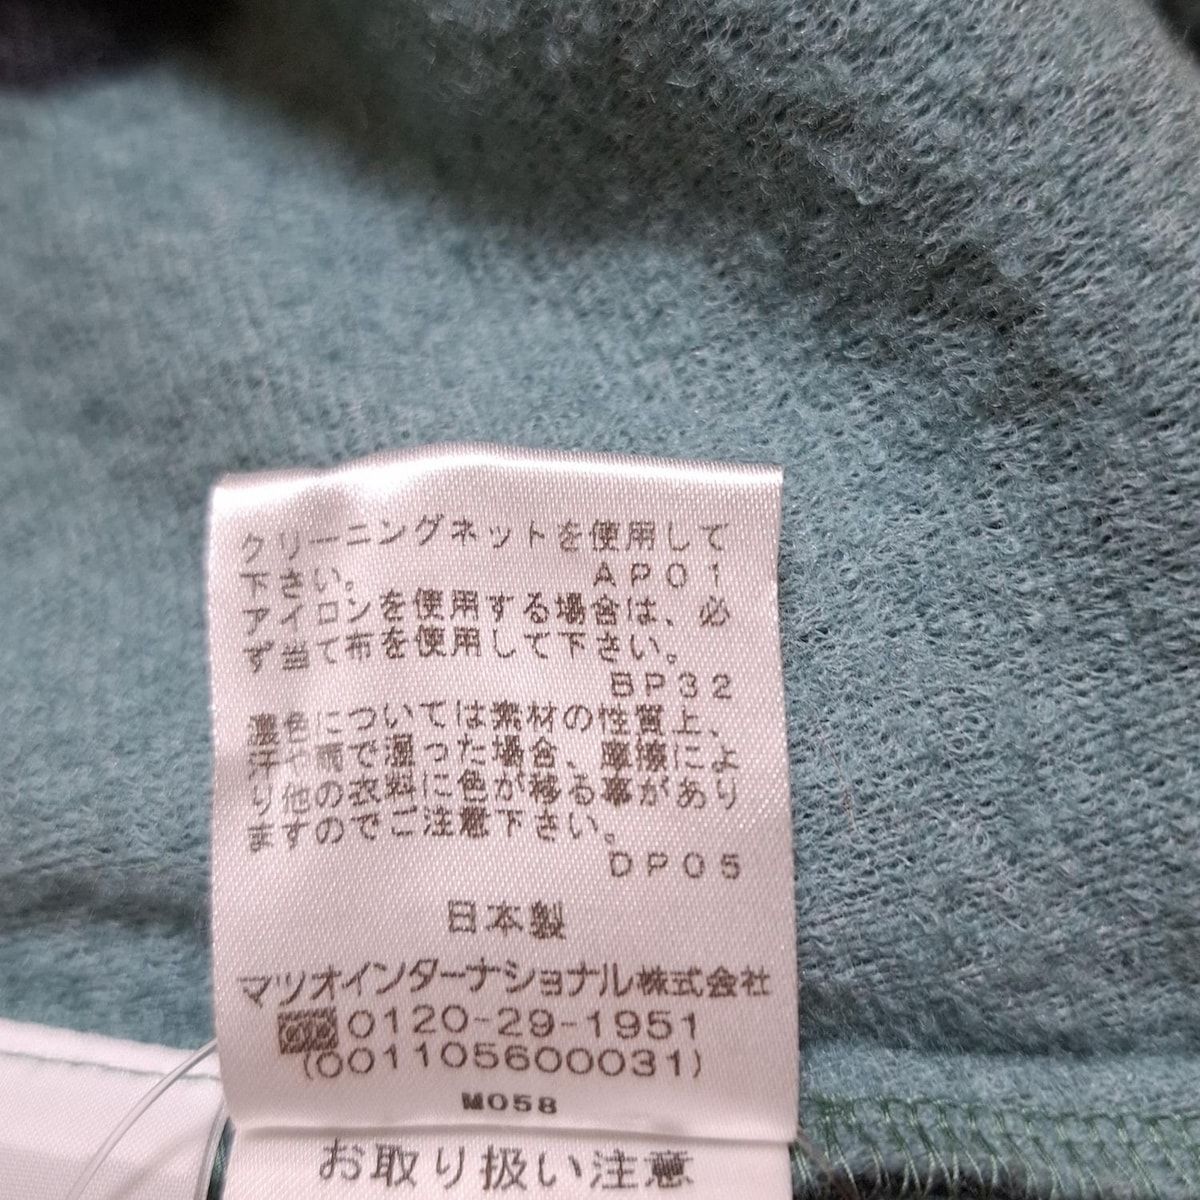 クリーニングネットを使用して
下さい。 AP01
アイロンを使用する場合は、必
ず当て布を使用して下さい。
BP32
濃色については素材の性質上、
汗や雨で湿った場合、摩擦によ
り他の衣料に色が移る事があり
ますのでご注意下さい。
DP05
日本製
マツオインターナショナル株式会社
0120-29-1951
(0011056000031)
M058
お取り扱い注意